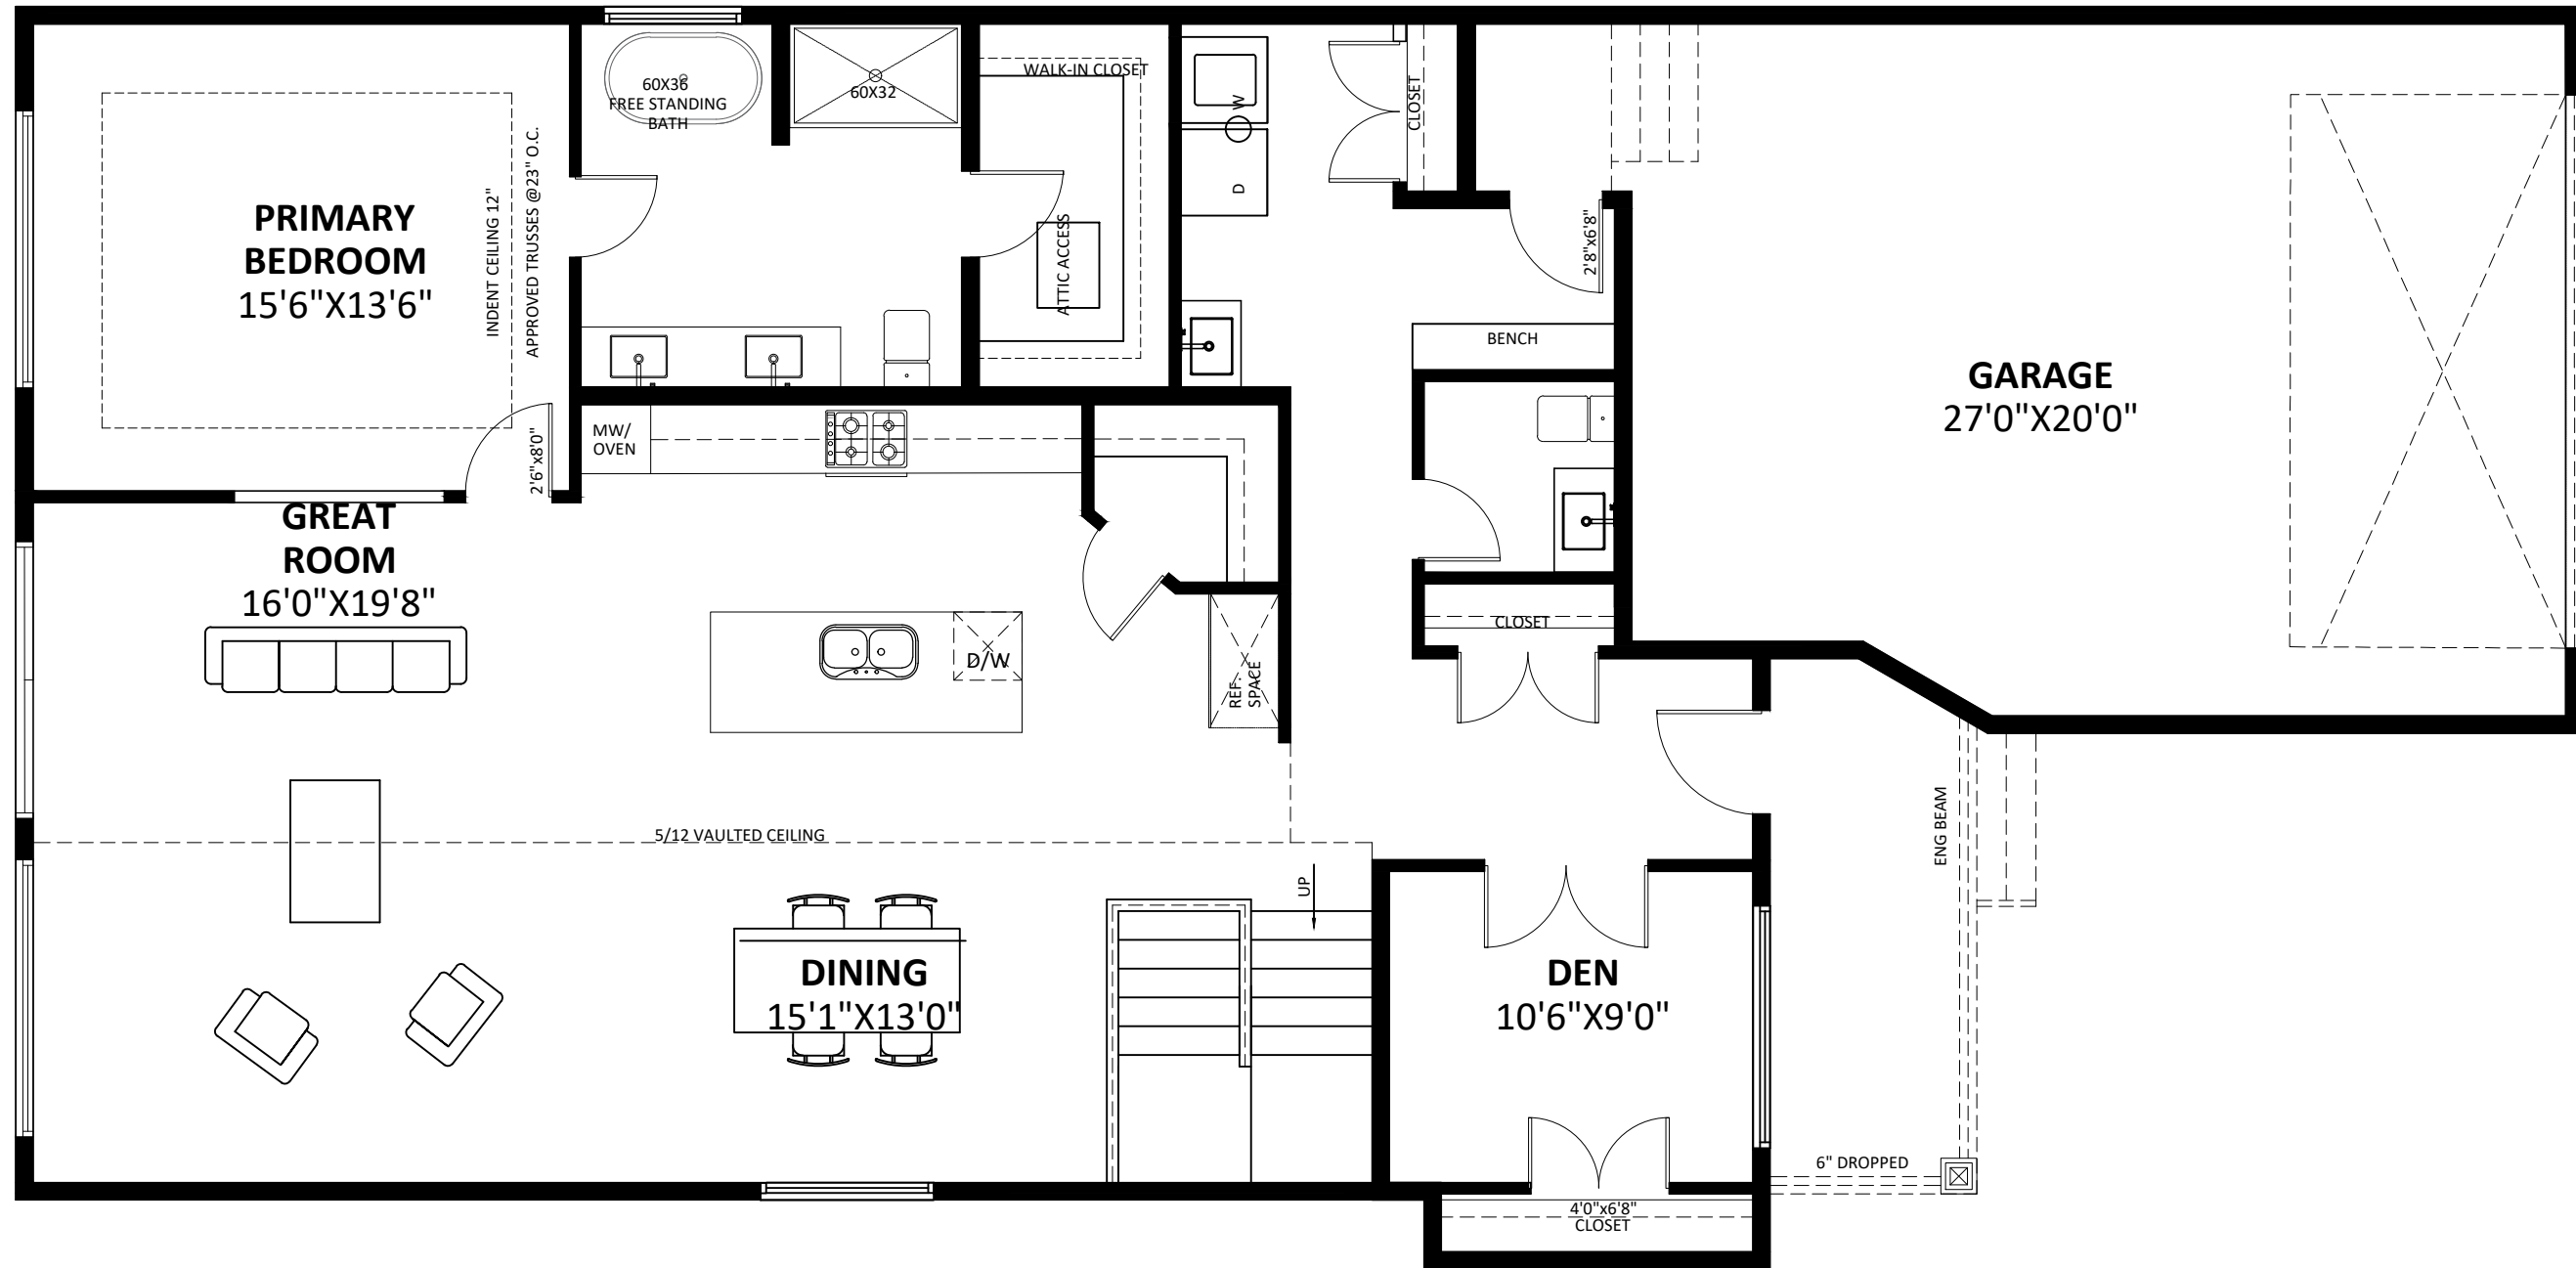 60X36
FREE STANDING
BATH
60X32
WALK-IN CLOSET
W
D
CLOSET
ATTIC ACCESS
2'8"x6'8"
PRIMARY
BEDROOM
15'6"X13'6"
INDENT CEILING 12"
APPROVED TRUSSES @23" O.C.
2'6"x8'0"
MW/
OVEN
BENCH
GARAGE
27'0"X20'0"
GREAT
ROOM
16'0"X19'8"
D/W
REF.
SPACE
CLOSET
5/12 VAULTED CEILING
UP
ENG BEAM
DINING
15'1"X13'0"
DEN
10'6"X9'0"
6" DROPPED
4'0"x6'8"
CLOSET